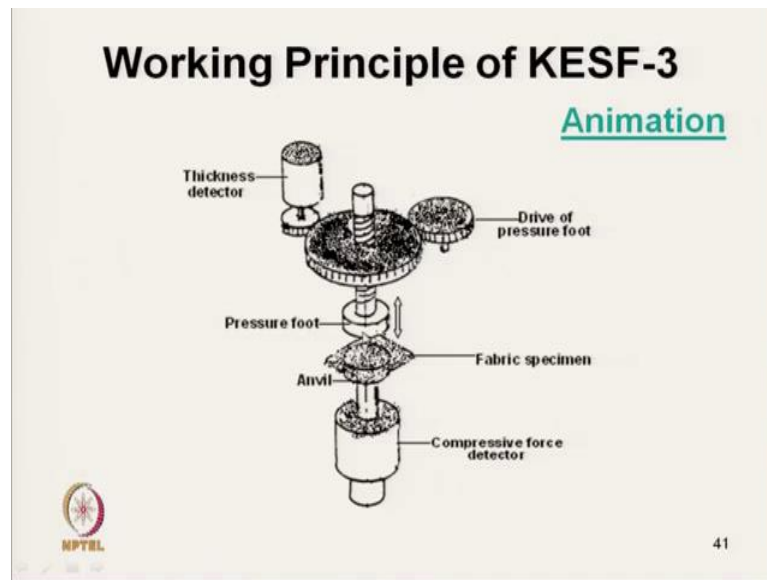 Working Principle of KESF-3
Animation
Thickness
detector
Drive of
pressure foot
Pressure foot
Fabric specimen
Anvil
Compressive force
detector
NPTEL
41